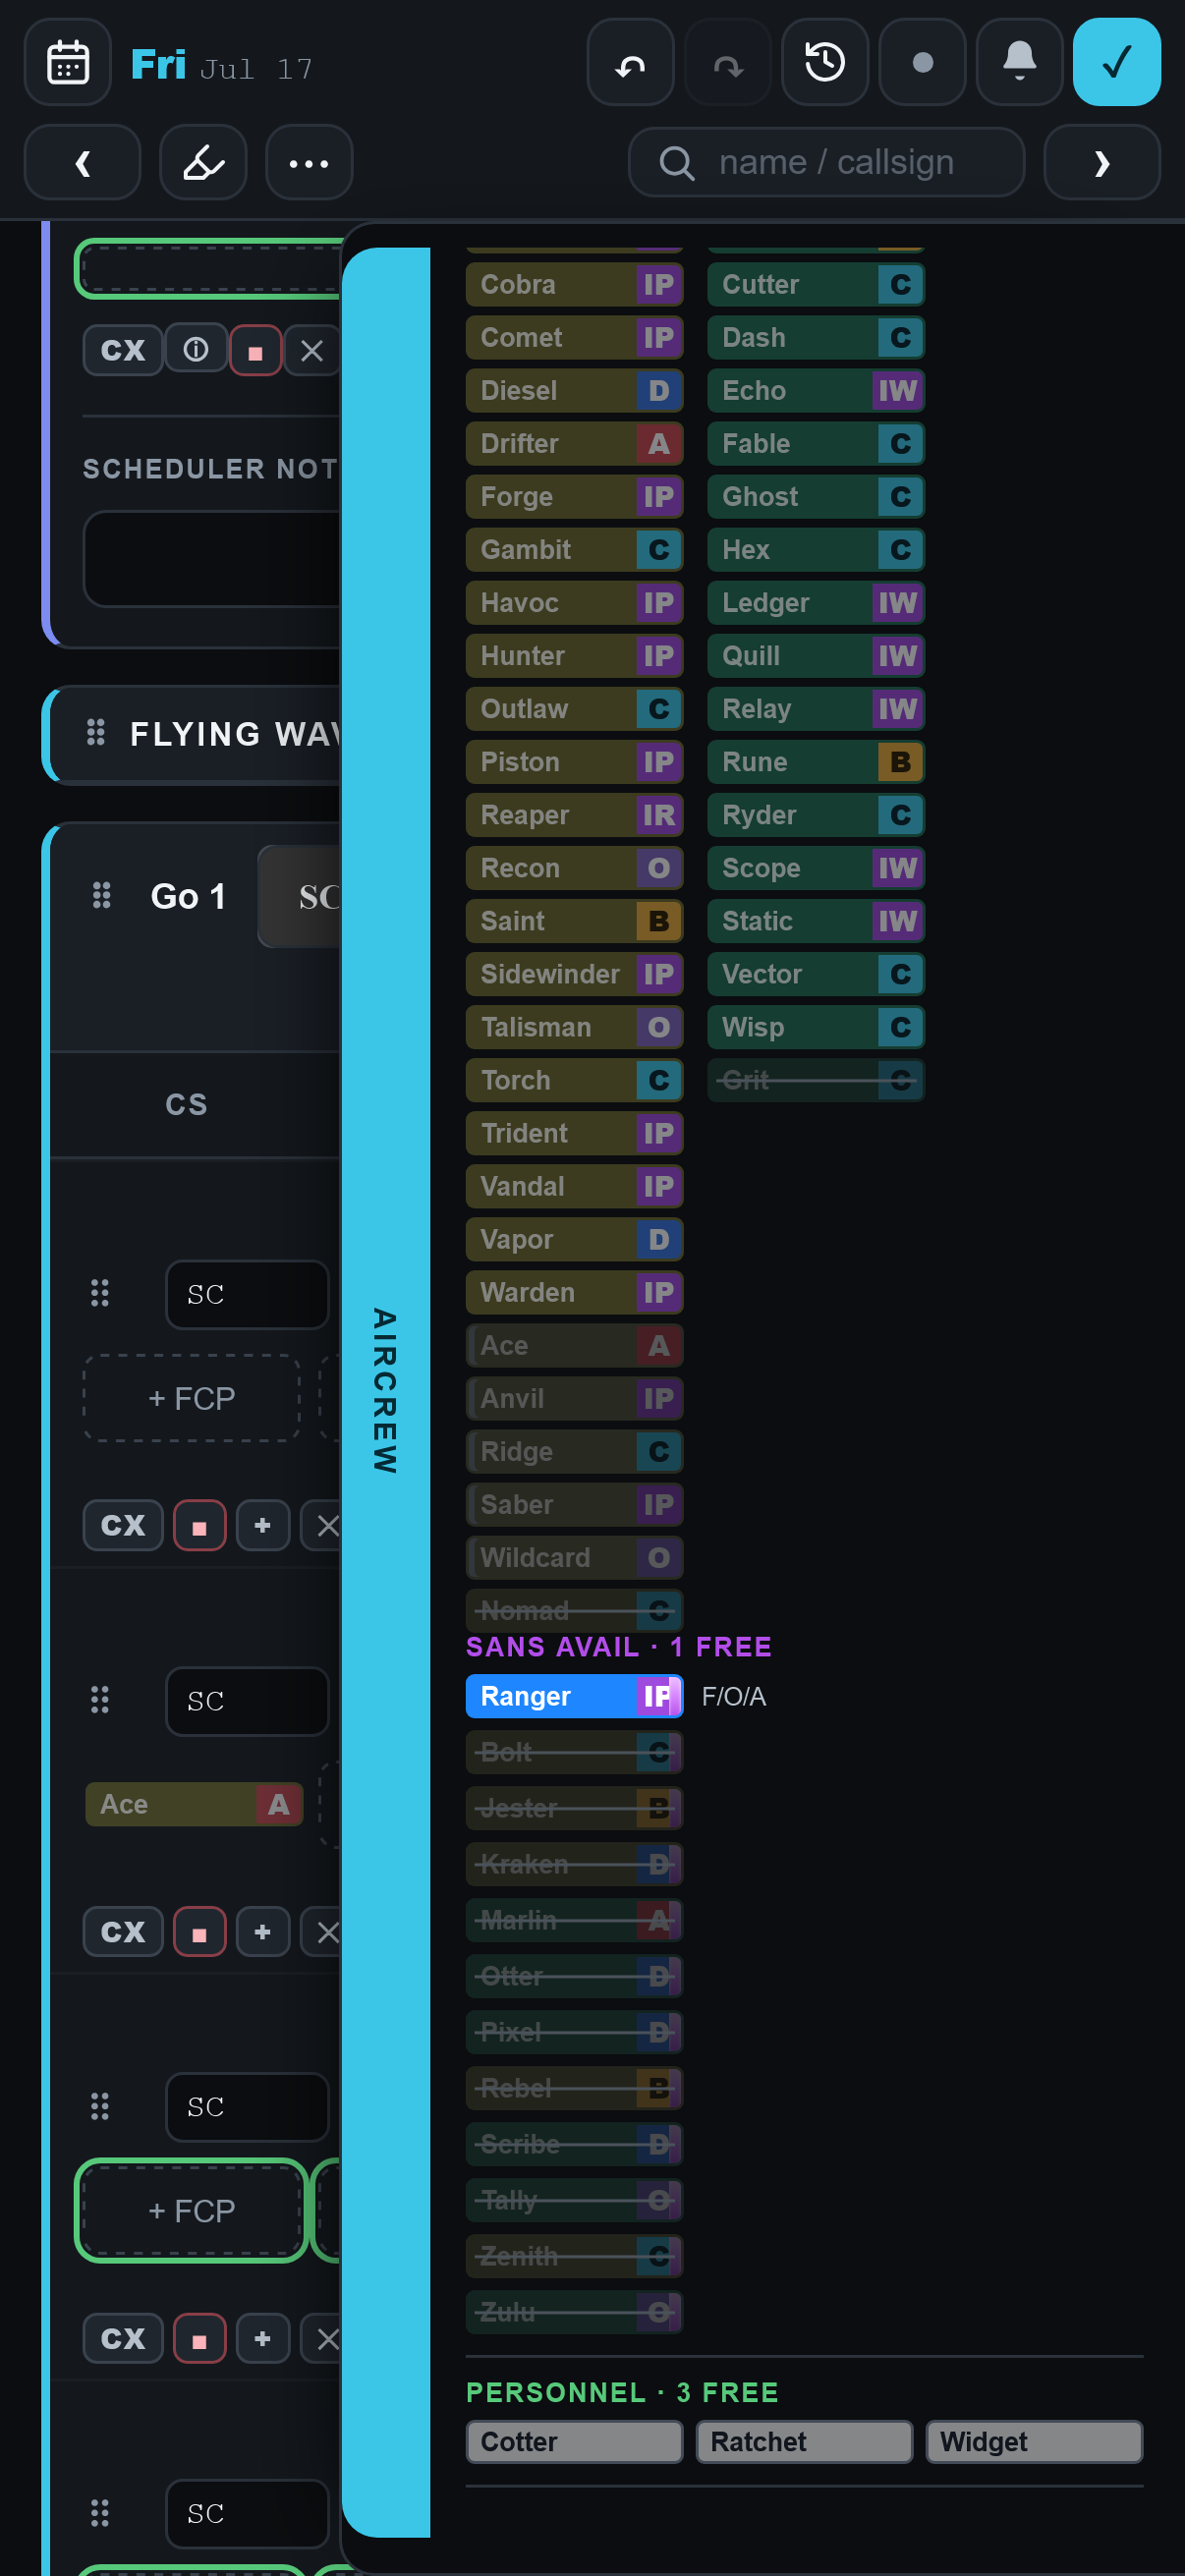 Fri Jul 17
name / callsign
CX
SCHEDULER NOT
FLYING WAV
Go 1 SC
CS
SC
+ FCP
CX +
SC
Ace A
CX +
SC
+ FCP
CX +
SC
AIRCREW
Cobra IP Cutter C
Comet IP Dash C
Diesel D Echo IW
Drifter A Fable C
Forge IP Ghost C
Gambit C Hex C
Havoc IP Ledger IW
Hunter IP Quill IW
Outlaw C Relay IW
Piston IP Rune B
Reaper IR Ryder C
Recon O Scope IW
Saint B Static IW
Sidewinder IP Vector C
Talisman O Wisp C
Torch C Grit C
Trident IP
Vandal IP
Vapor D
Warden IP
Ace A
Anvil IP
Ridge C
Saber IP
Wildcard O
Nomad C
SANS AVAIL · 1 FREE
Ranger IP F/O/A
Bolt C
Jester B
Kraken D
Marlin A
Otter D
Pixel D
Rebel B
Scribe D
Tally O
Zenith C
Zulu O
PERSONNEL · 3 FREE
Cotter Ratchet Widget